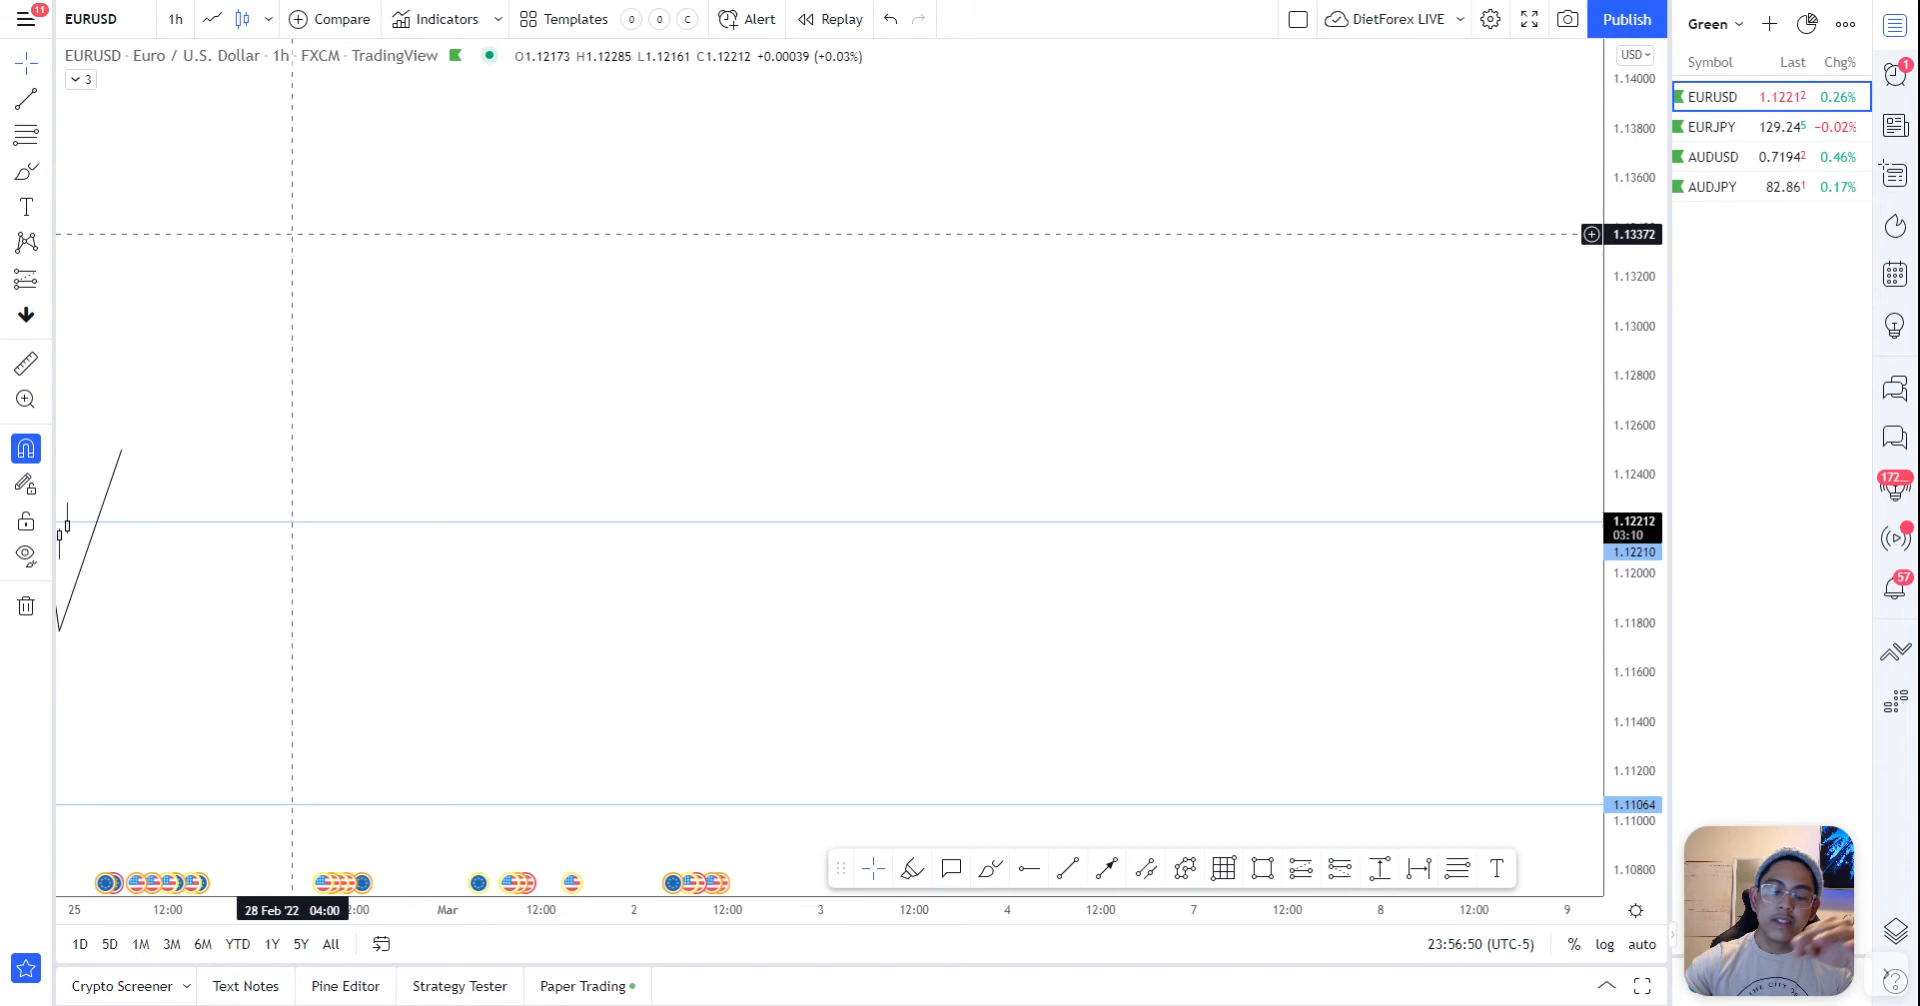 11
EURUSD
1h
Compare
Indicators
Templates
0
0
C
Alert
Replay
DietForex LIVE
Publish
Green
EURUSD · Euro / U.S. Dollar · 1h · FXCM · TradingView
O1.12173 H1.12285 L1.12161 C1.12212 +0.00039 (+0.03%)
3
USD
1.14000
1.13800
1.13600
1.13372
1.13200
1.13000
1.12800
1.12600
1.12400
1.12212
03:10
1.12210
1.12000
1.11800
1.11600
1.11400
1.11200
1.11064
1.11000
1.10800
Symbol Last Chg%
EURUSD 1.12212 0.26%
EURJPY 129.245 −0.02%
AUDUSD 0.71942 0.46%
AUDJPY 82.861 0.17%
1
172...
57
T
T
25 12:00 28 Feb '22 04:00 2:00 Mar 12:00 2 12:00 3 12:00 4 12:00 7 12:00 8 12:00 9
1D 5D 1M 3M 6M YTD 1Y 5Y All
23:56:50 (UTC-5) % log auto
Crypto Screener Text Notes Pine Editor Strategy Tester Paper Trading
THE CITY